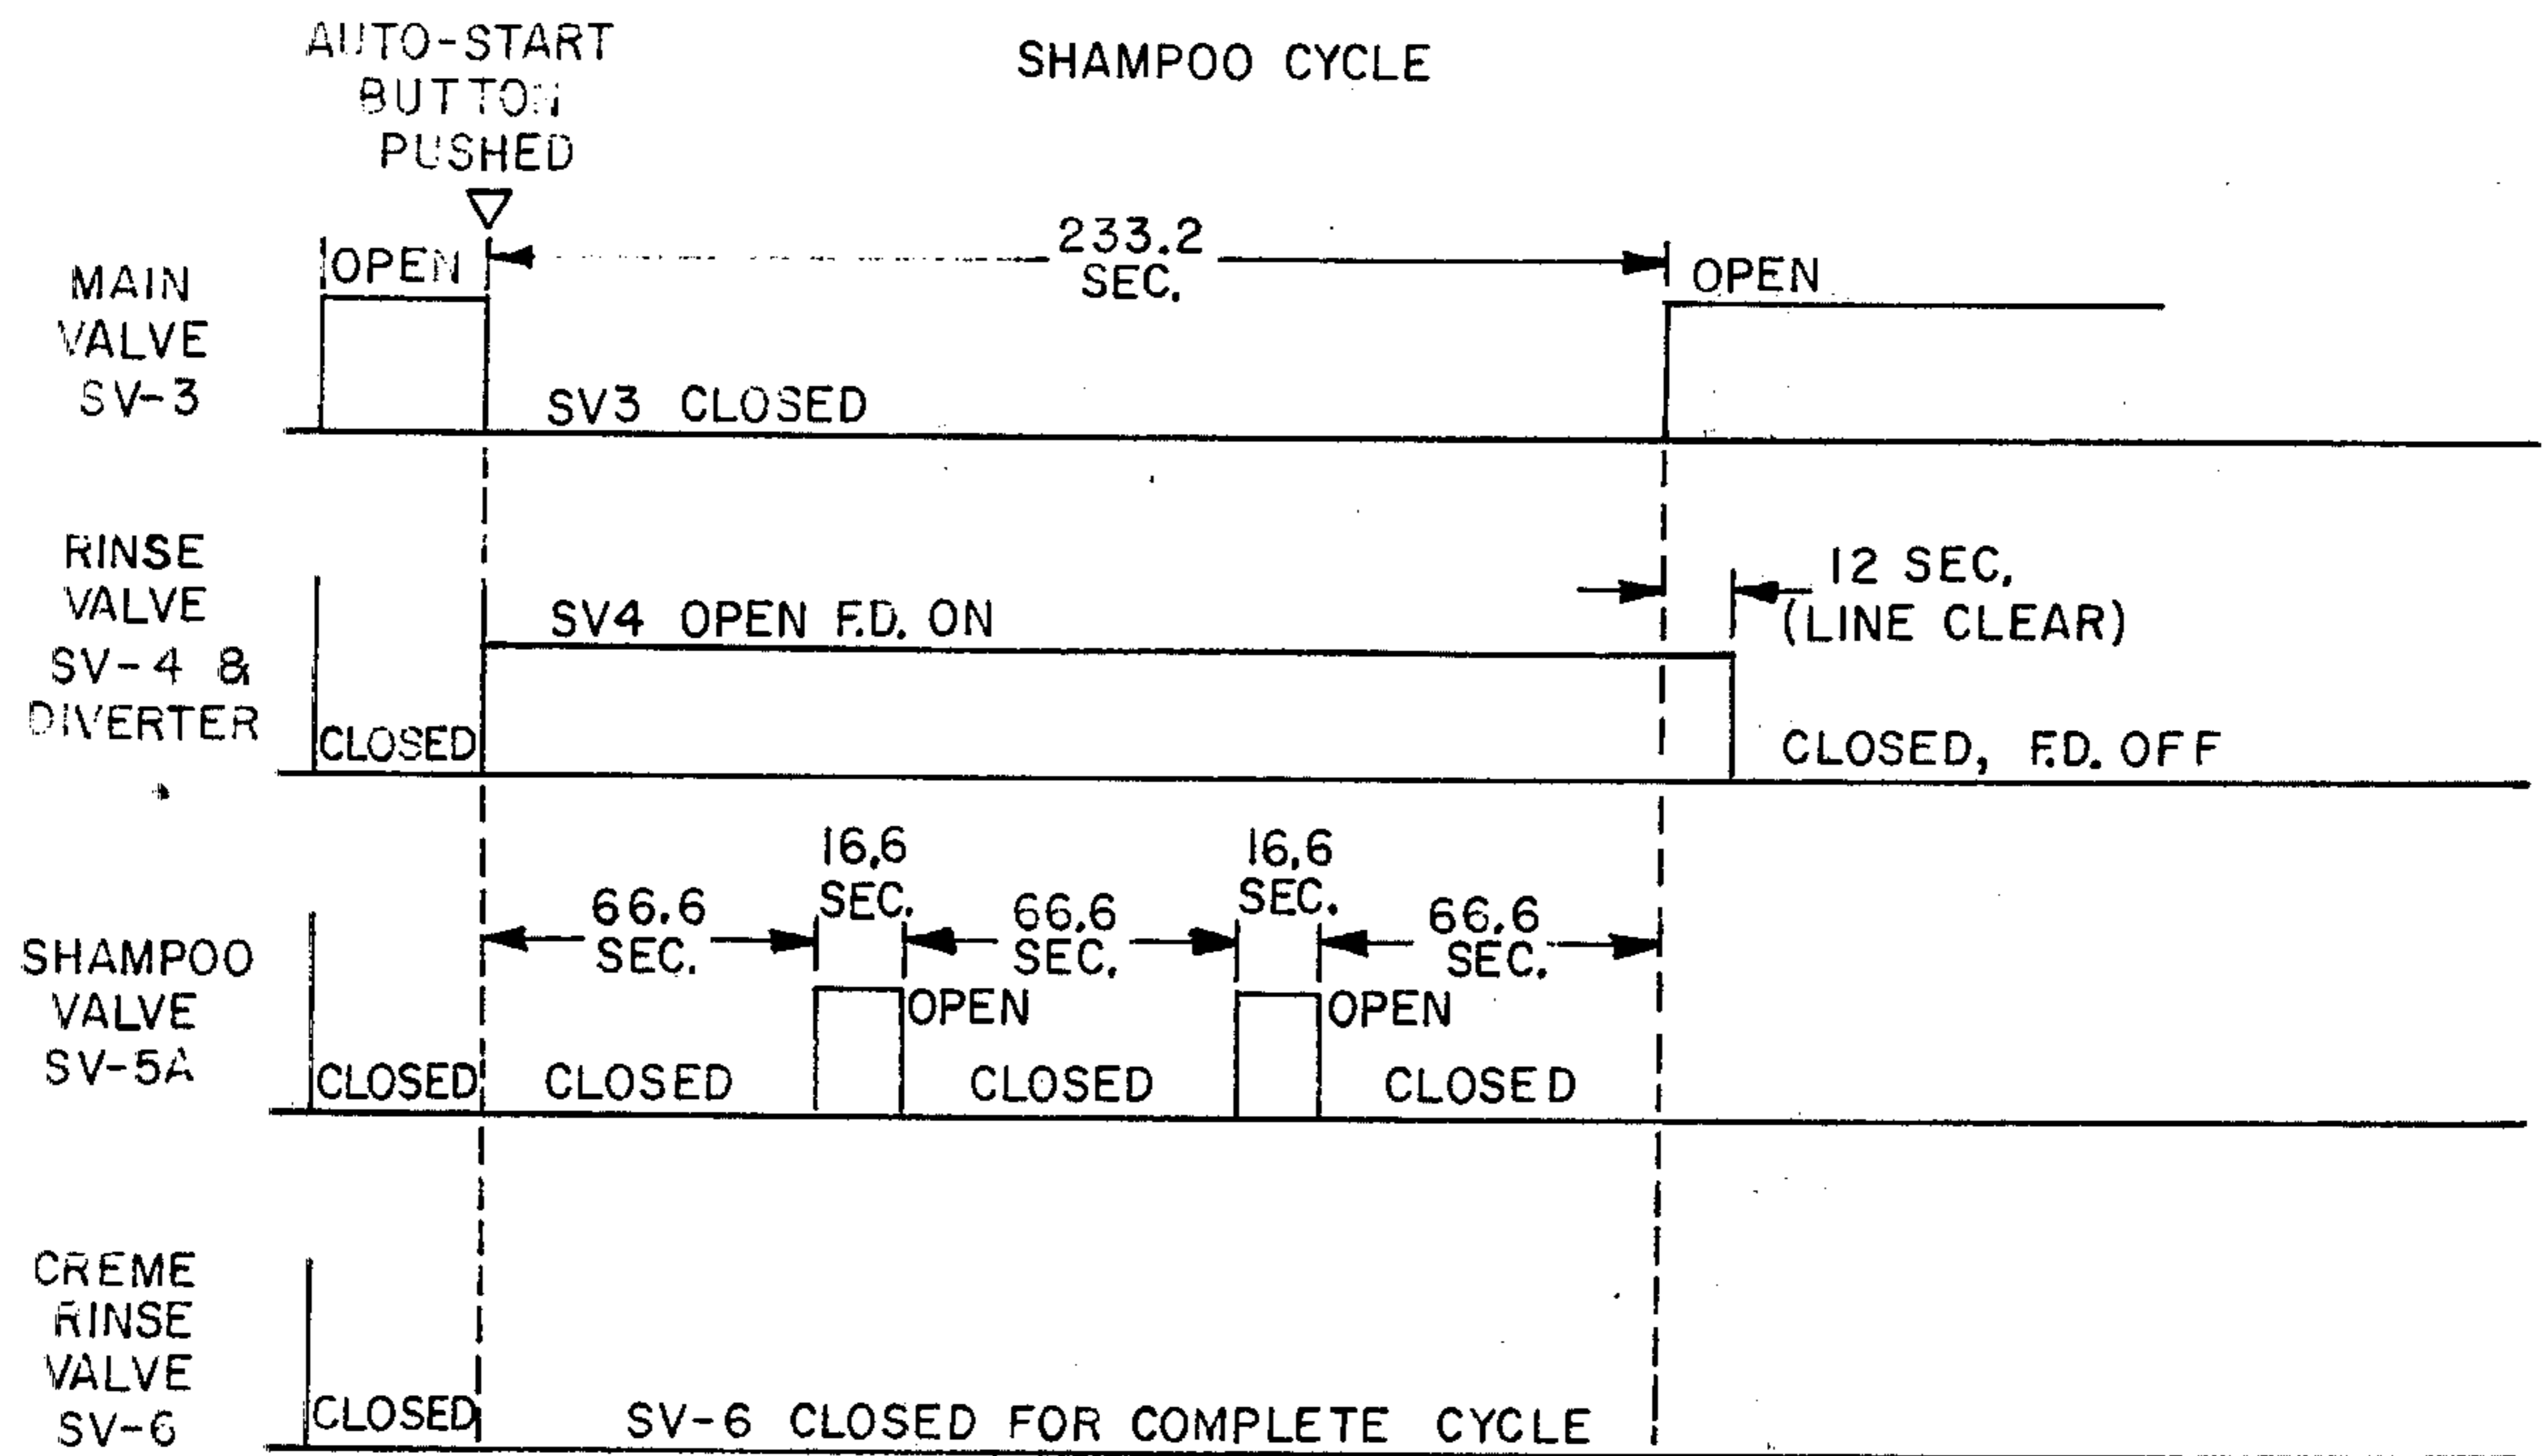 AUTO-START
BUTTON
PUSHED
SHAMPOO CYCLE
MAIN
VALVE
SV-3
OPEN
233.2
SEC.
OPEN
SV3 CLOSED
RINSE
VALVE
SV-4 &
DIVERTER
CLOSED
SV4 OPEN F.D. ON
12 SEC.
(LINE CLEAR)
CLOSED, F.D. OFF
SHAMPOO
VALVE
SV-5A
CLOSED
66.6
SEC.
CLOSED
16.6
SEC.
OPEN
66.6
SEC.
CLOSED
16.6
SEC.
OPEN
66.6
SEC.
CLOSED
CREME
RINSE
VALVE
SV-6
CLOSED
SV-6 CLOSED FOR COMPLETE CYCLE